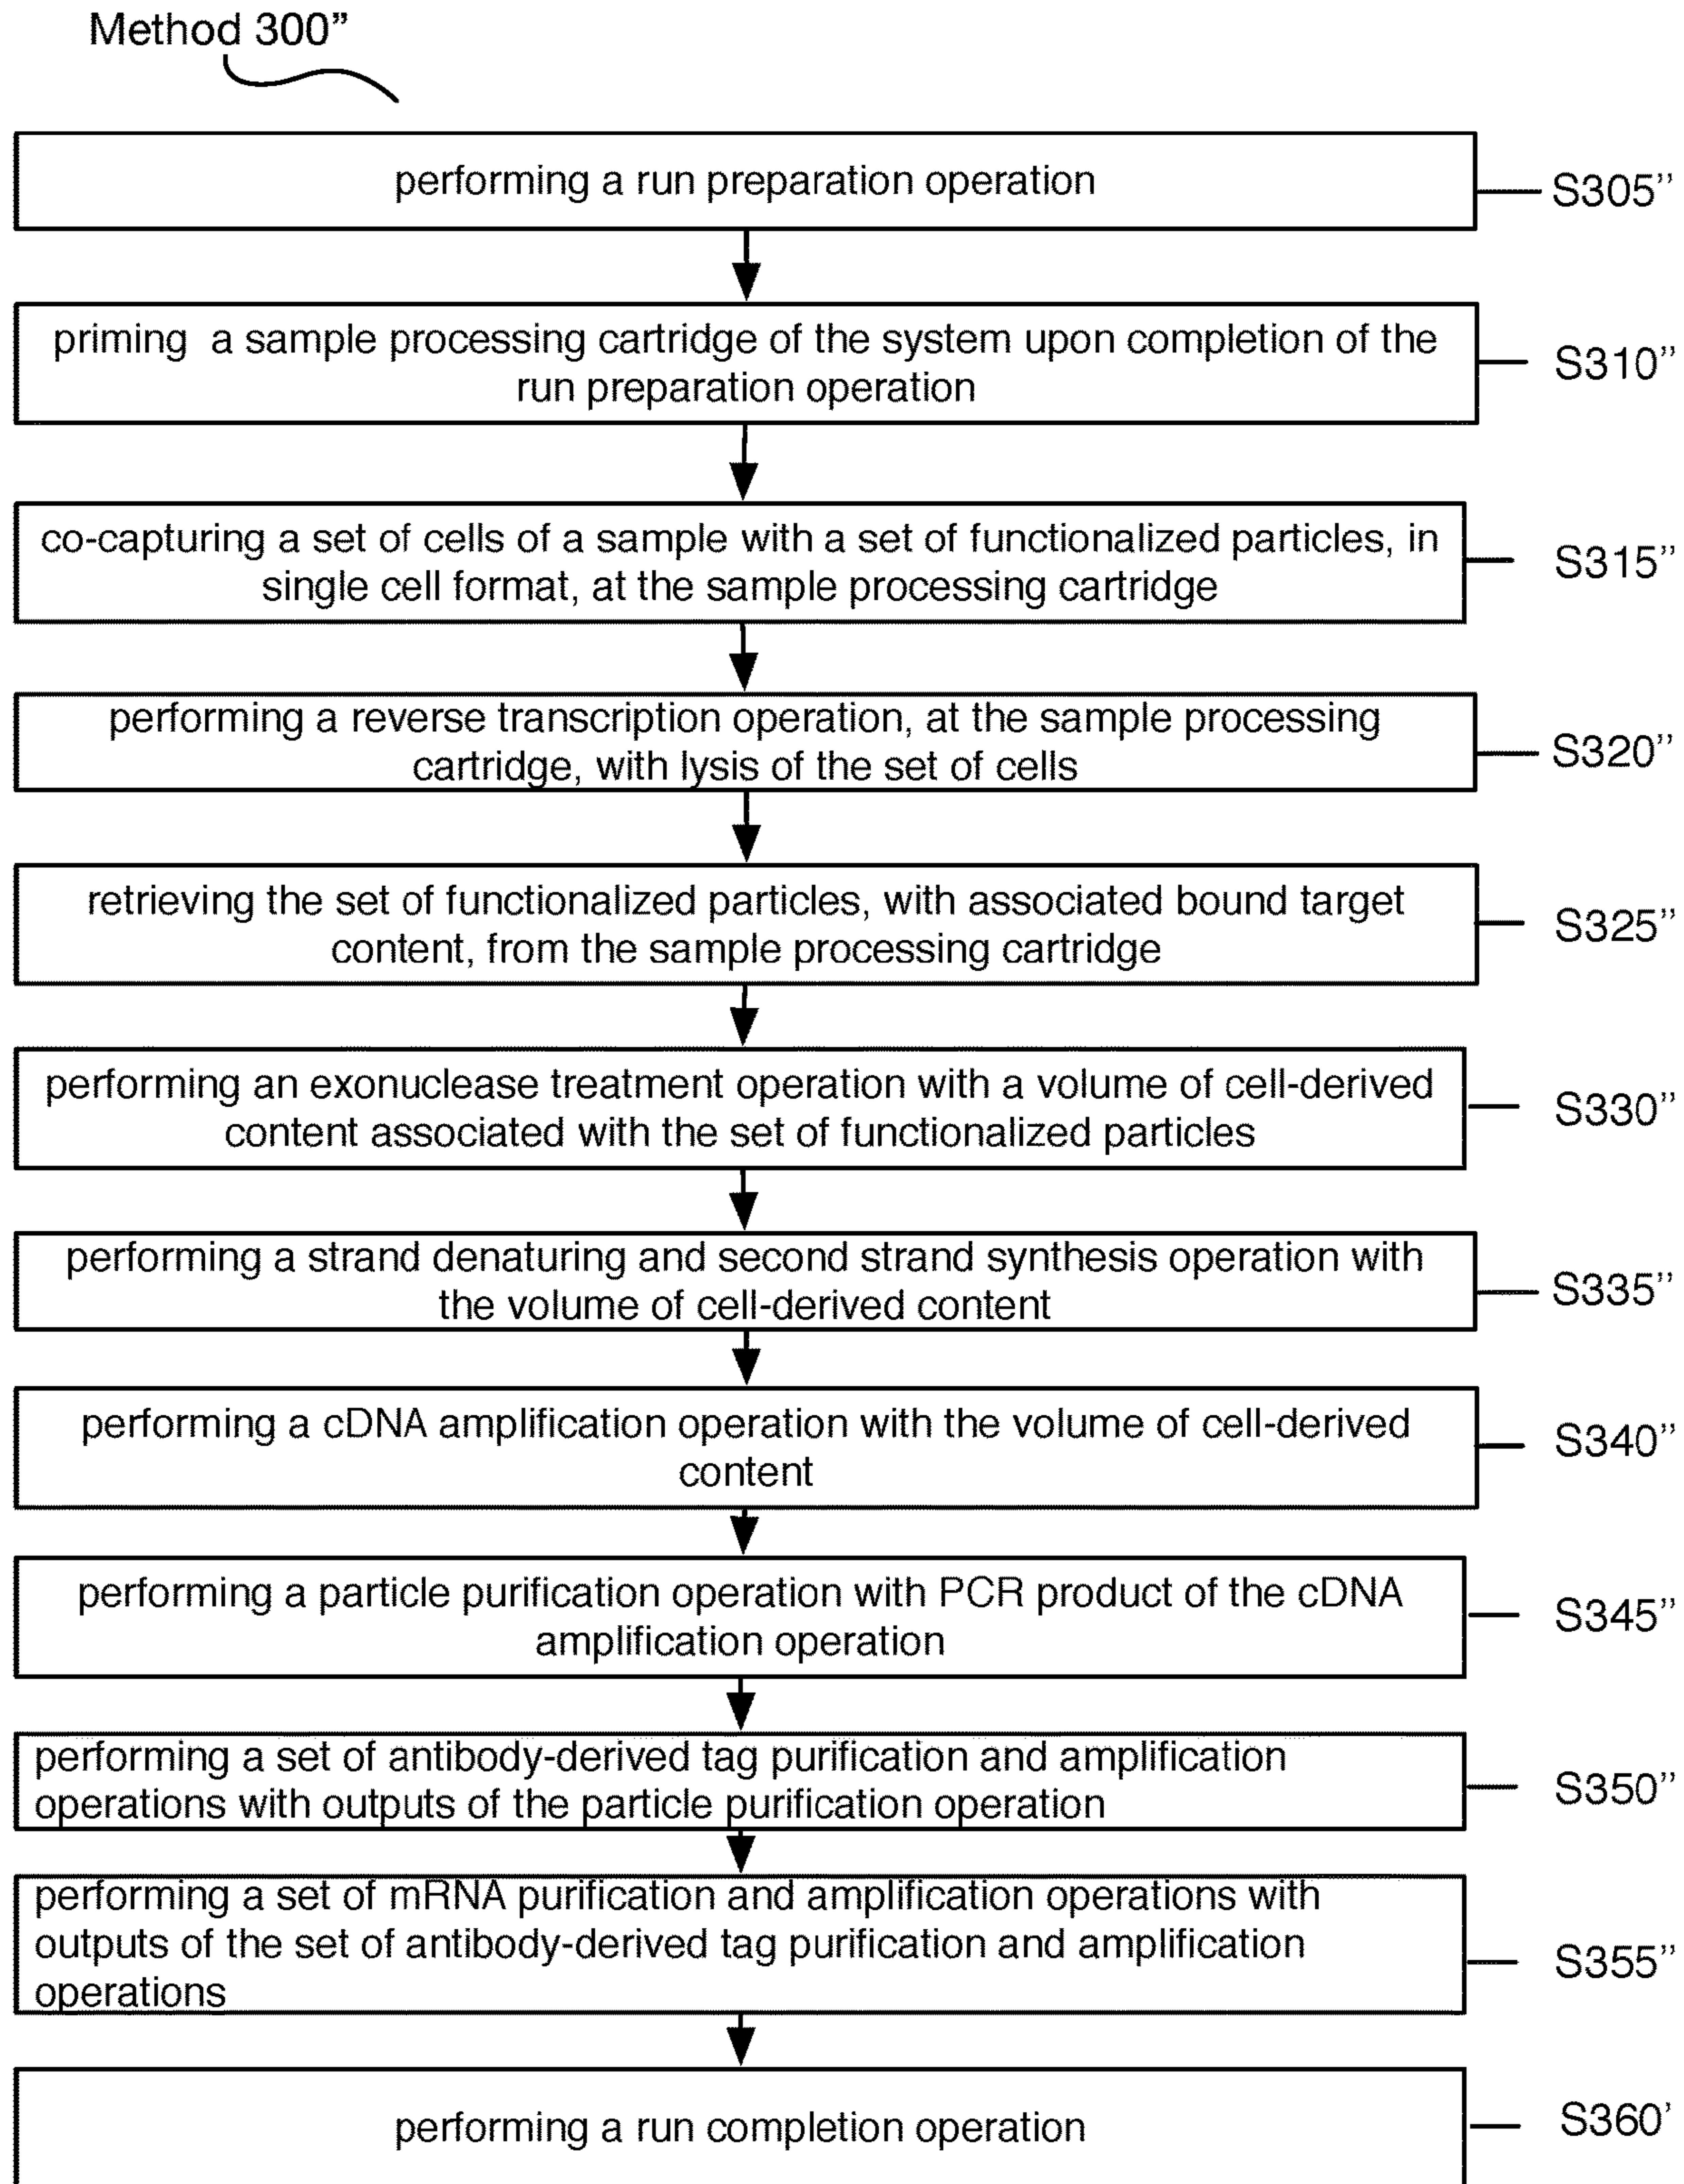 Method 300”
performing a run preparation operation
S305”
priming a sample processing cartridge of the system upon completion of the
run preparation operation
S310”
co-capturing a set of cells of a sample with a set of functionalized particles, in
single cell format, at the sample processing cartridge
S315”
performing a reverse transcription operation, at the sample processing
cartridge, with lysis of the set of cells
S320”
retrieving the set of functionalized particles, with associated bound target
content, from the sample processing cartridge
S325”
performing an exonuclease treatment operation with a volume of cell-derived
content associated with the set of functionalized particles
S330”
performing a strand denaturing and second strand synthesis operation with
the volume of cell-derived content
S335”
performing a cDNA amplification operation with the volume of cell-derived
content
S340”
performing a particle purification operation with PCR product of the cDNA
amplification operation
S345”
performing a set of antibody-derived tag purification and amplification
operations with outputs of the particle purification operation
S350”
performing a set of mRNA purification and amplification operations with
outputs of the set of antibody-derived tag purification and amplification
operations
S355”
performing a run completion operation
S360’